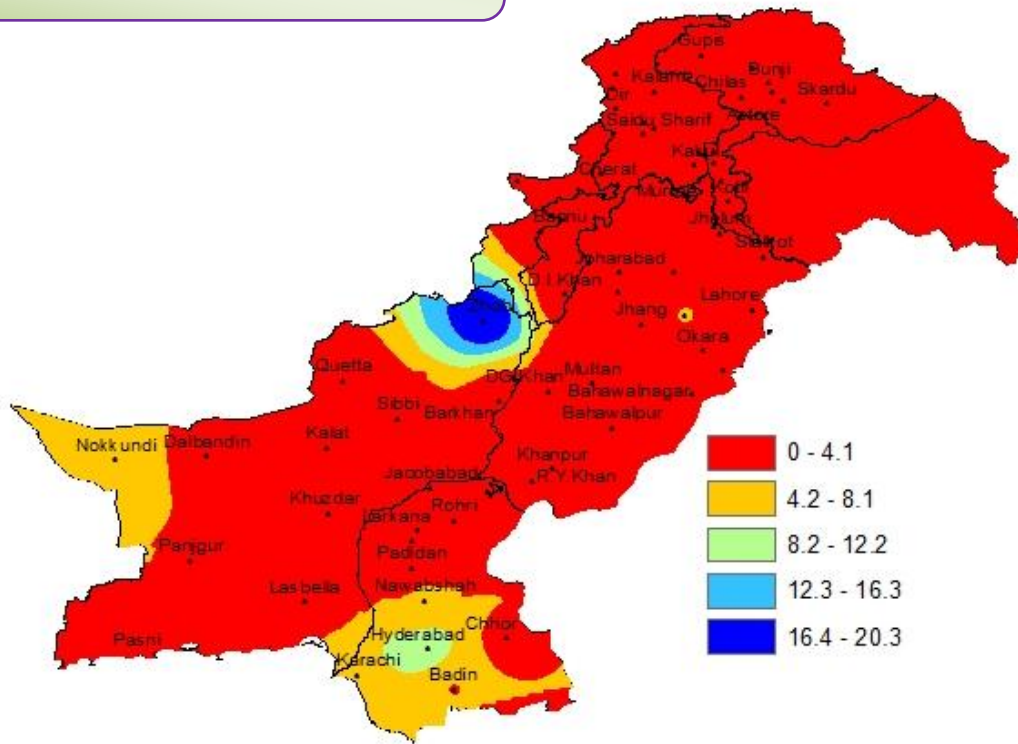 Gupis
Kalam
Chilas
Bunji
Skardu
Dir
Astore
Saidu Sharif
Kakul
Cherat
Murree
Kotli
Bannu
Jhelum
Sialkot
Joharabad
D.I.Khan
Zhob
Jhang
Lahore
Okara
Quetta
DG.Khan
Multan
Bahawalnagar
Sibbi
Barkhan
Bahawalpur
Nokkundi
Dalbandin
Kalat
Khanpur
Jacobabad
R.Y.Khan
Khuzdar
Larkana
Rohri
Panjgur
Padidan
Lasbella
Nawabshah
Pasni
Hyderabad
Chhor
Karachi
Badin
0 - 4.1
4.2 - 8.1
8.2 - 12.2
12.3 - 16.3
16.4 - 20.3